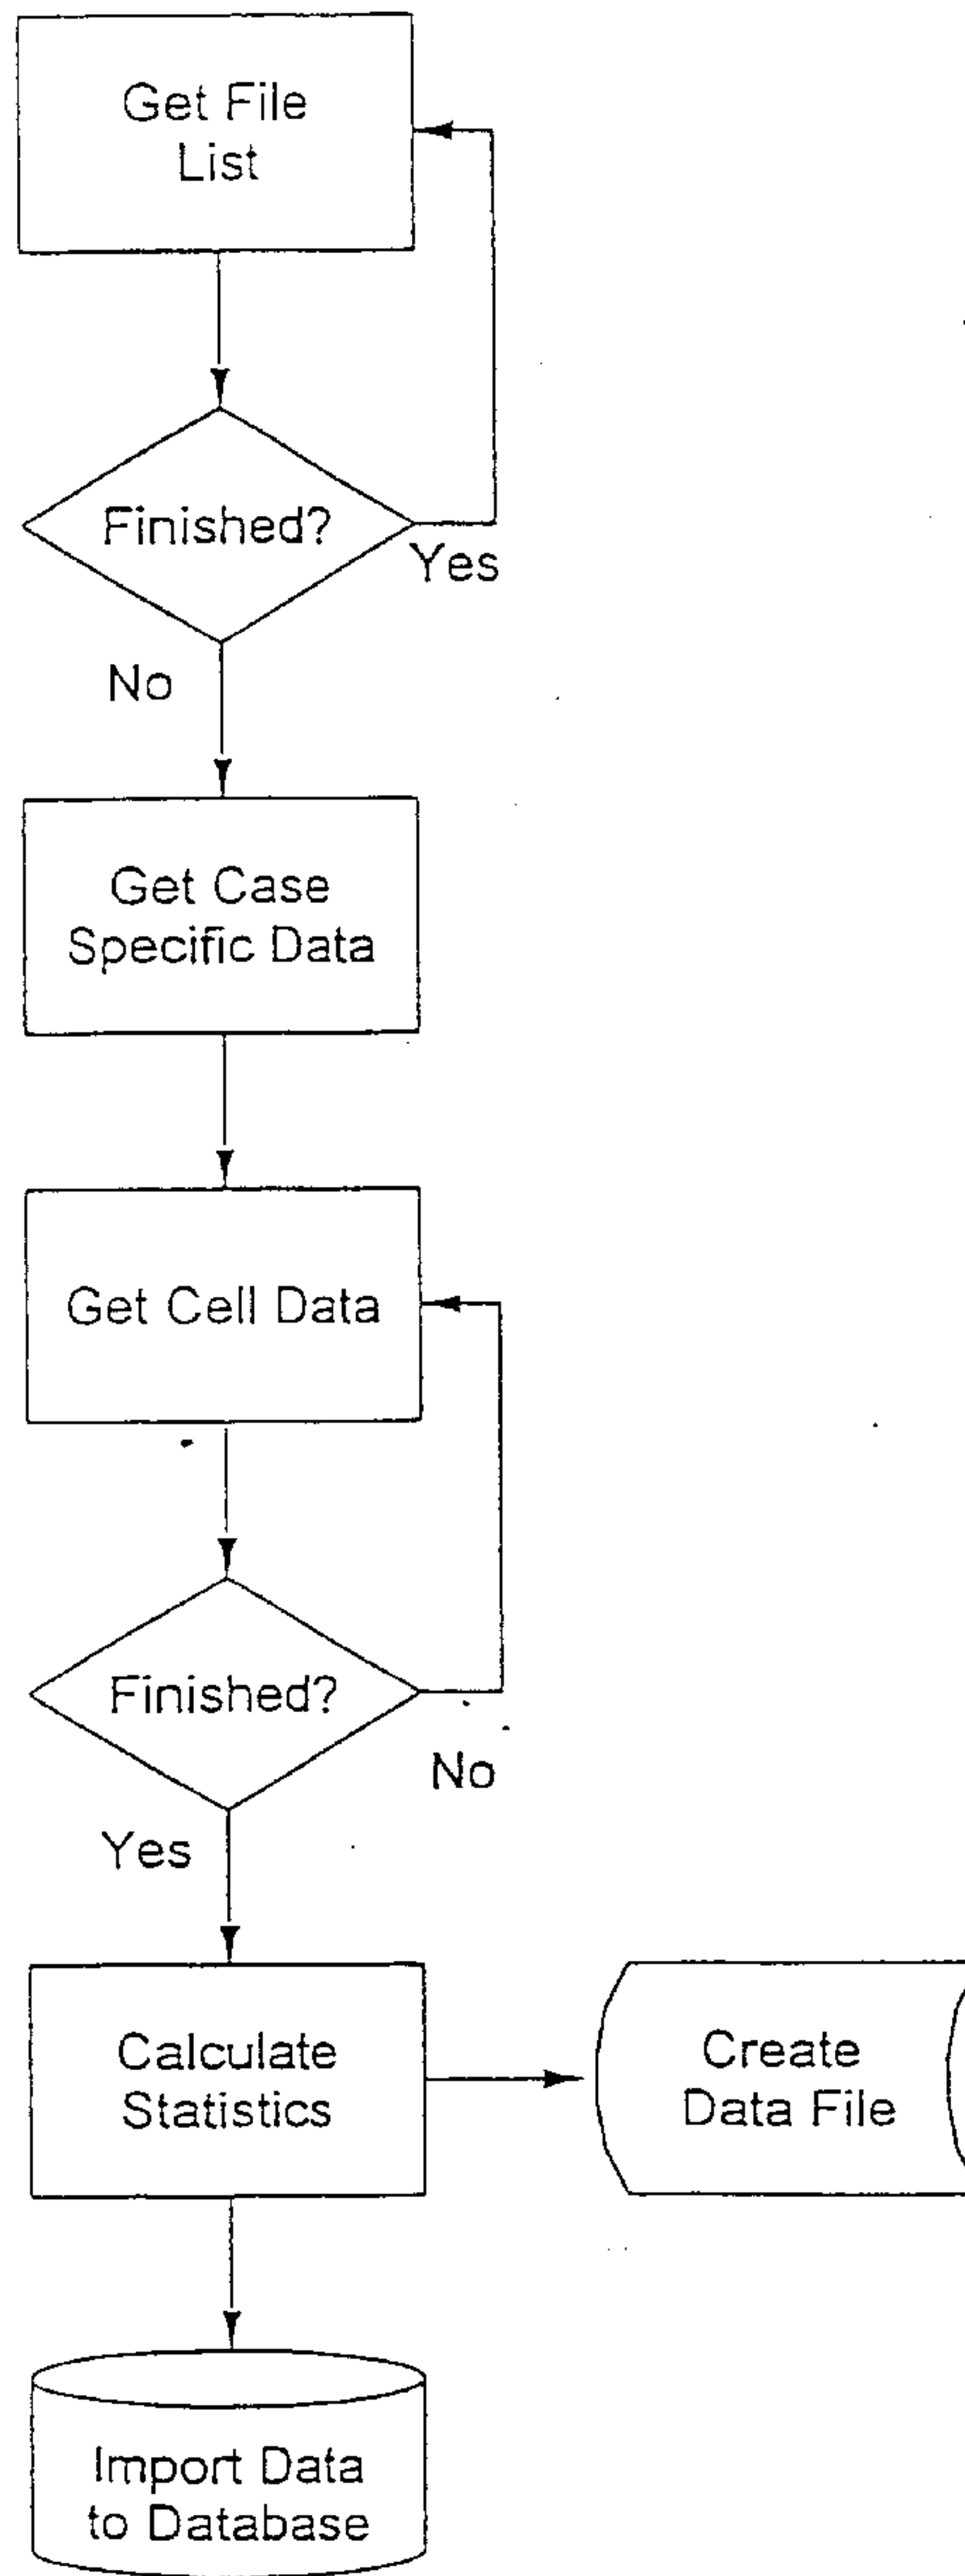 Get File
List
Finished?
Yes
No
Get Case
Specific Data
Get Cell Data
Finished?
No
Yes
Calculate
Statistics
Create
Data File
Import Data
to Database